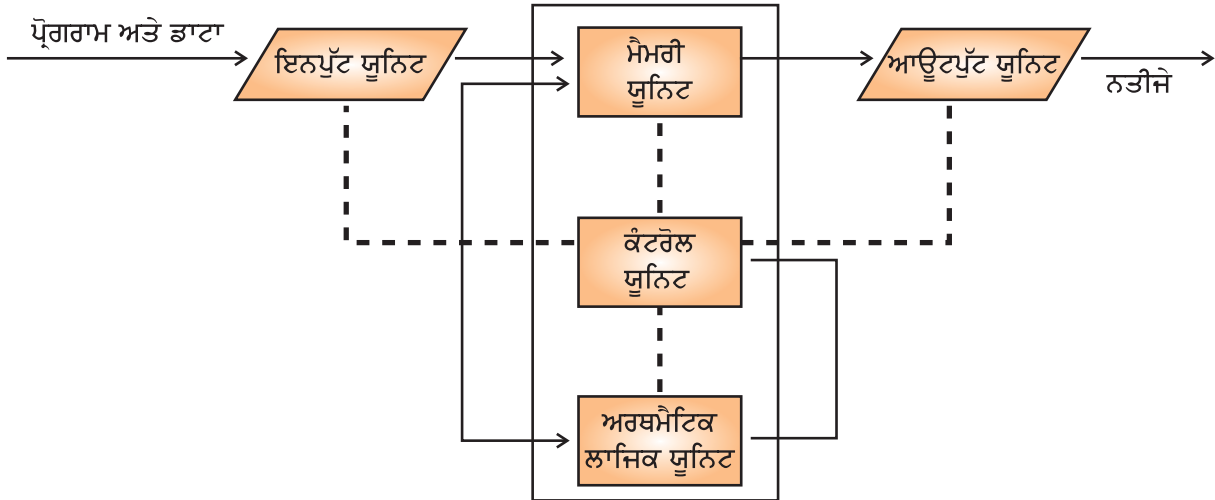 ਪ੍ਰੋਗਰਾਮ ਅਤੇ ਡਾਟਾ
ਇਨਪੁੱਟ ਯੂਨਿਟ
ਮੈਮਰੀ
ਯੂਨਿਟ
ਆਊਟਪੁੱਟ ਯੂਨਿਟ
ਨਤੀਜੇ
ਕੰਟਰੋਲ
ਯੂਨਿਟ
ਅਰਥਮੈਟਿਕ
ਲਾਜਿਕ ਯੂਨਿਟ